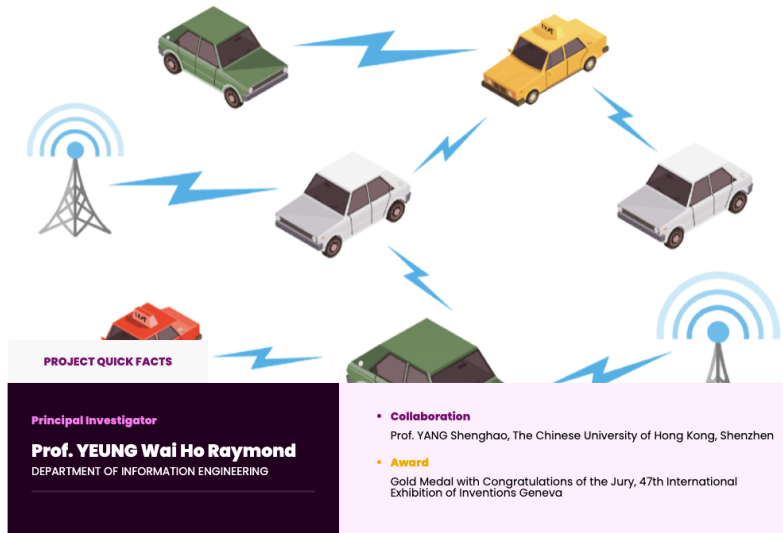 TAXI
TAXI
PROJECT QUICK FACTS
Principal Investigator
Prof. YEUNG Wai Ho Raymond
DEPARTMENT OF INFORMATION ENGINEERING
• Collaboration
Prof. YANG Shenghao, The Chinese University of Hong Kong, Shenzhen
• Award
Gold Medal with Congratulations of the Jury, 47th International
Exhibition of Inventions Geneva